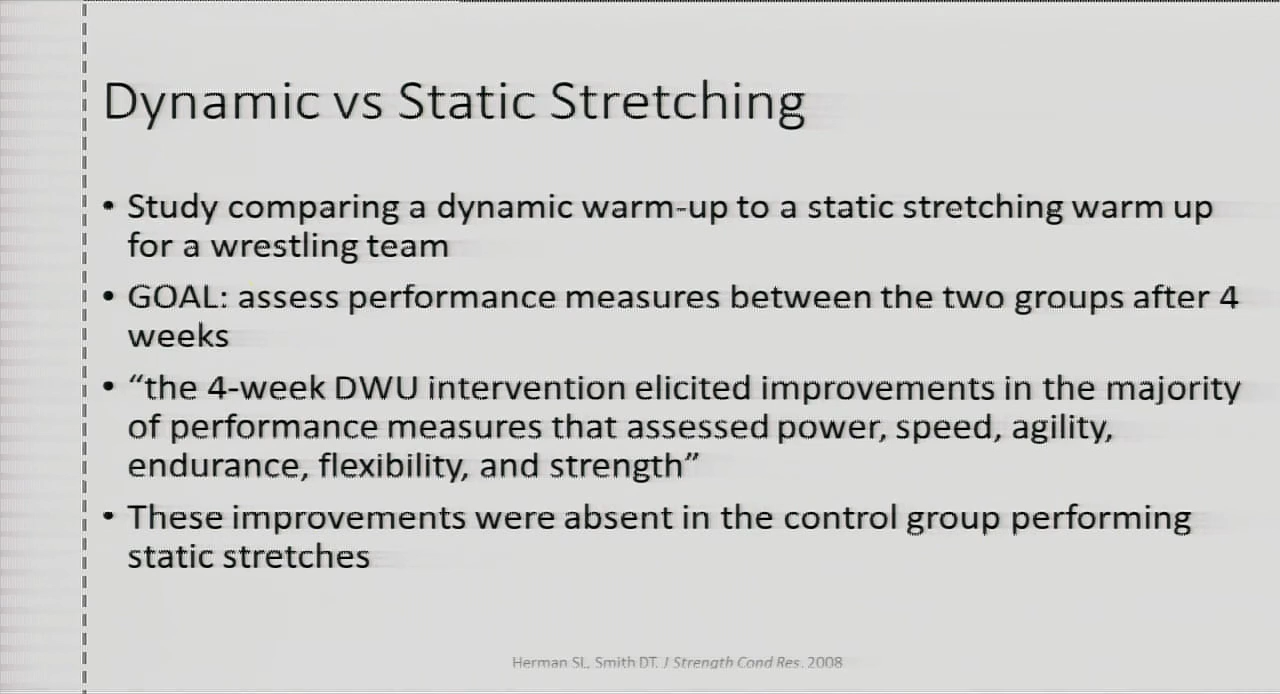 Dynamic vs Static Stretching
• Study comparing a dynamic warm-up to a static stretching warm up
for a wrestling team
• GOAL: assess performance measures between the two groups after 4
weeks
• “the 4-week DWU intervention elicited improvements in the majority
of performance measures that assessed power, speed, agility,
endurance, flexibility, and strength”
• These improvements were absent in the control group performing
static stretches
Herman SL, Smith DT. J Strength Cond Res. 2008